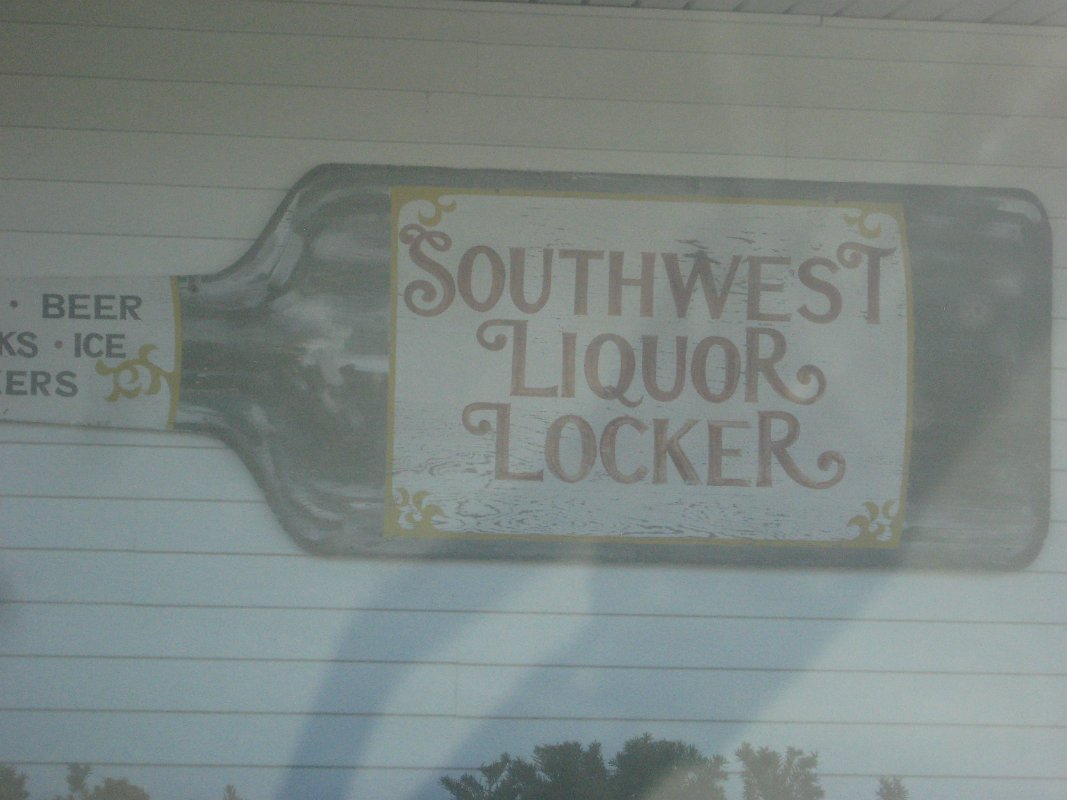 · BEER
· ICE
SOUTHWEST
LIQUOR
LOCKER